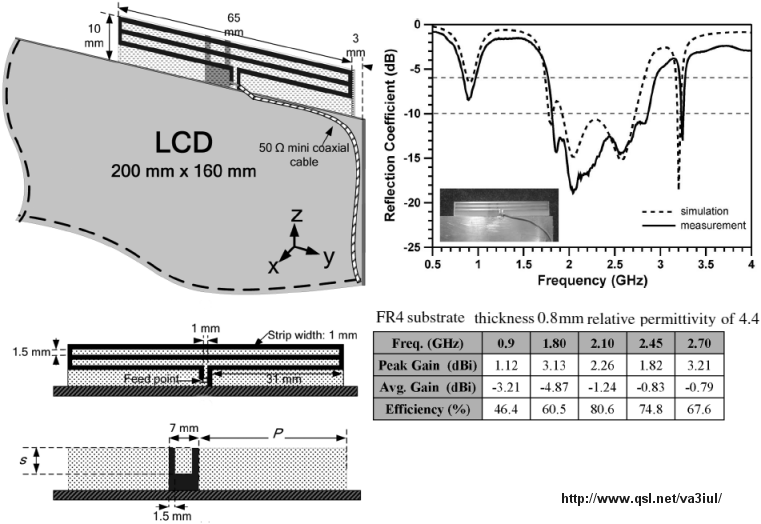 65
mm
10
mm
3
mm
LCD
200 mm x 160 mm
50 Ω mini coaxial
cable
z
y
x
0
-5
-10
-15
-20
-25
Reflection Coefficient (dB)
simulation
measurement
0.5 1 1.5 2 2.5 3 3.5 4
Frequency (GHz)
1 mm
Strip width: 1 mm
1.5 mm
Feed point
31 mm
7 mm
P
s
1.5 mm
FR4 substrate thickness 0.8mm relative permittivity of 4.4
Freq. (GHz) 0.9 1.80 2.10 2.45 2.70
Peak Gain (dBi) 1.12 3.13 2.26 1.82 3.21
Avg. Gain (dBi) -3.21 -4.87 -1.24 -0.83 -0.79
Efficiency (%) 46.4 60.5 80.6 74.8 67.6
http://www.qsl.net/va3iul/